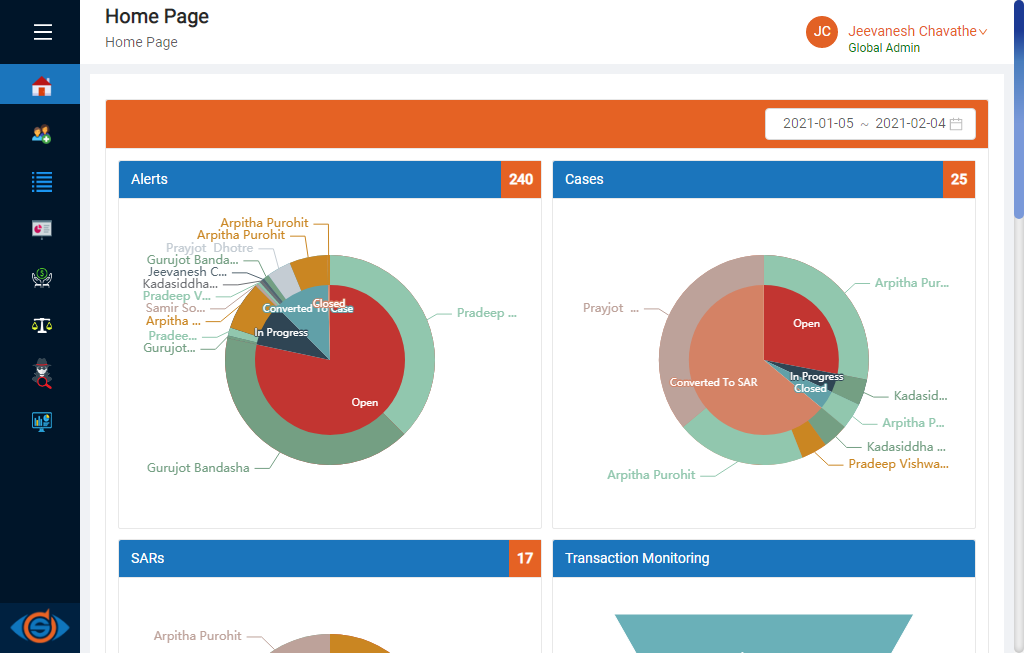 Home Page
Home Page
JC
Jeevanesh Chavathe
Global Admin
2021-01-05 ~ 2021-02-04
Alerts
240
Arpitha Purohit
Arpitha Purohit
Prayjot Dhotre
Gurujot Banda...
Jeevanesh C...
Kadasiddha...
Pradeep V...
Samir So...
Arpitha ...
Pradee...
Gurujot...
Closed
Converted To Case
In Progress
Open
Pradeep ...
Gurujot Bandasha
Cases
25
Arpitha Pur...
Prayjot ...
Open
In Progress
Closed
Converted To SAR
Kadasid...
Arpitha P...
Kadasiddha ...
Pradeep Vishwa...
Arpitha Purohit
SARs
17
Arpitha Purohit
Transaction Monitoring